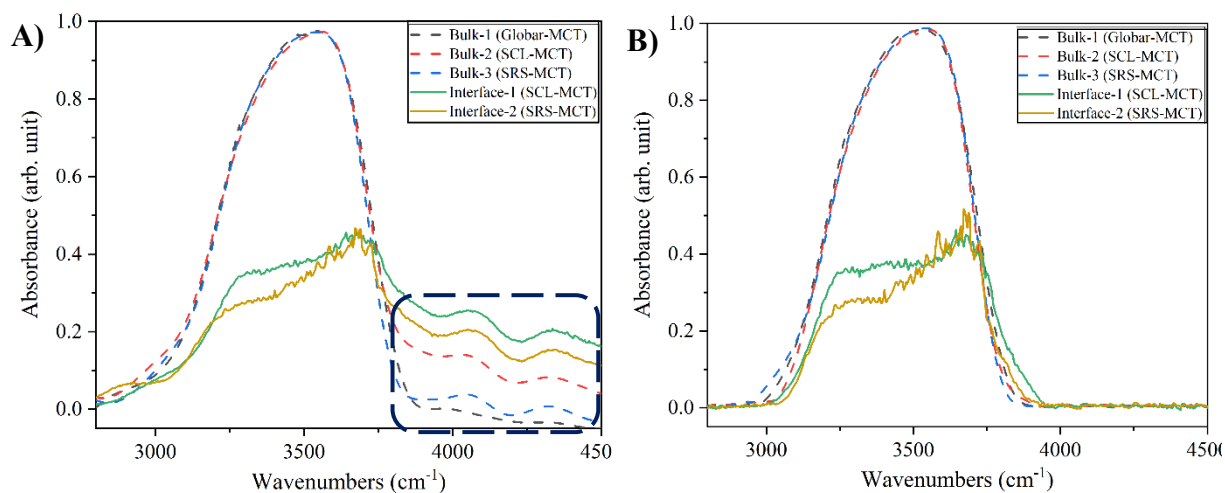 A)
1.0
0.8
0.6
0.4
0.2
0.0
Absorbance (arb. unit)
Bulk-1 (Globar-MCT)
Bulk-2 (SCL-MCT)
Bulk-3 (SRS-MCT)
Interface-1 (SCL-MCT)
Interface-2 (SRS-MCT)
3000 3500 4000 4500
Wavenumbers (cm⁻¹)
B)
1.0
0.8
0.6
0.4
0.2
0.0
Absorbance (arb. unit)
Bulk-1 (Globar-MCT)
Bulk-2 (SCL-MCT)
Bulk-3 (SRS-MCT)
Interface-1 (SCL-MCT)
Interface-2 (SRS-MCT)
3000 3500 4000 4500
Wavenumbers (cm⁻¹)